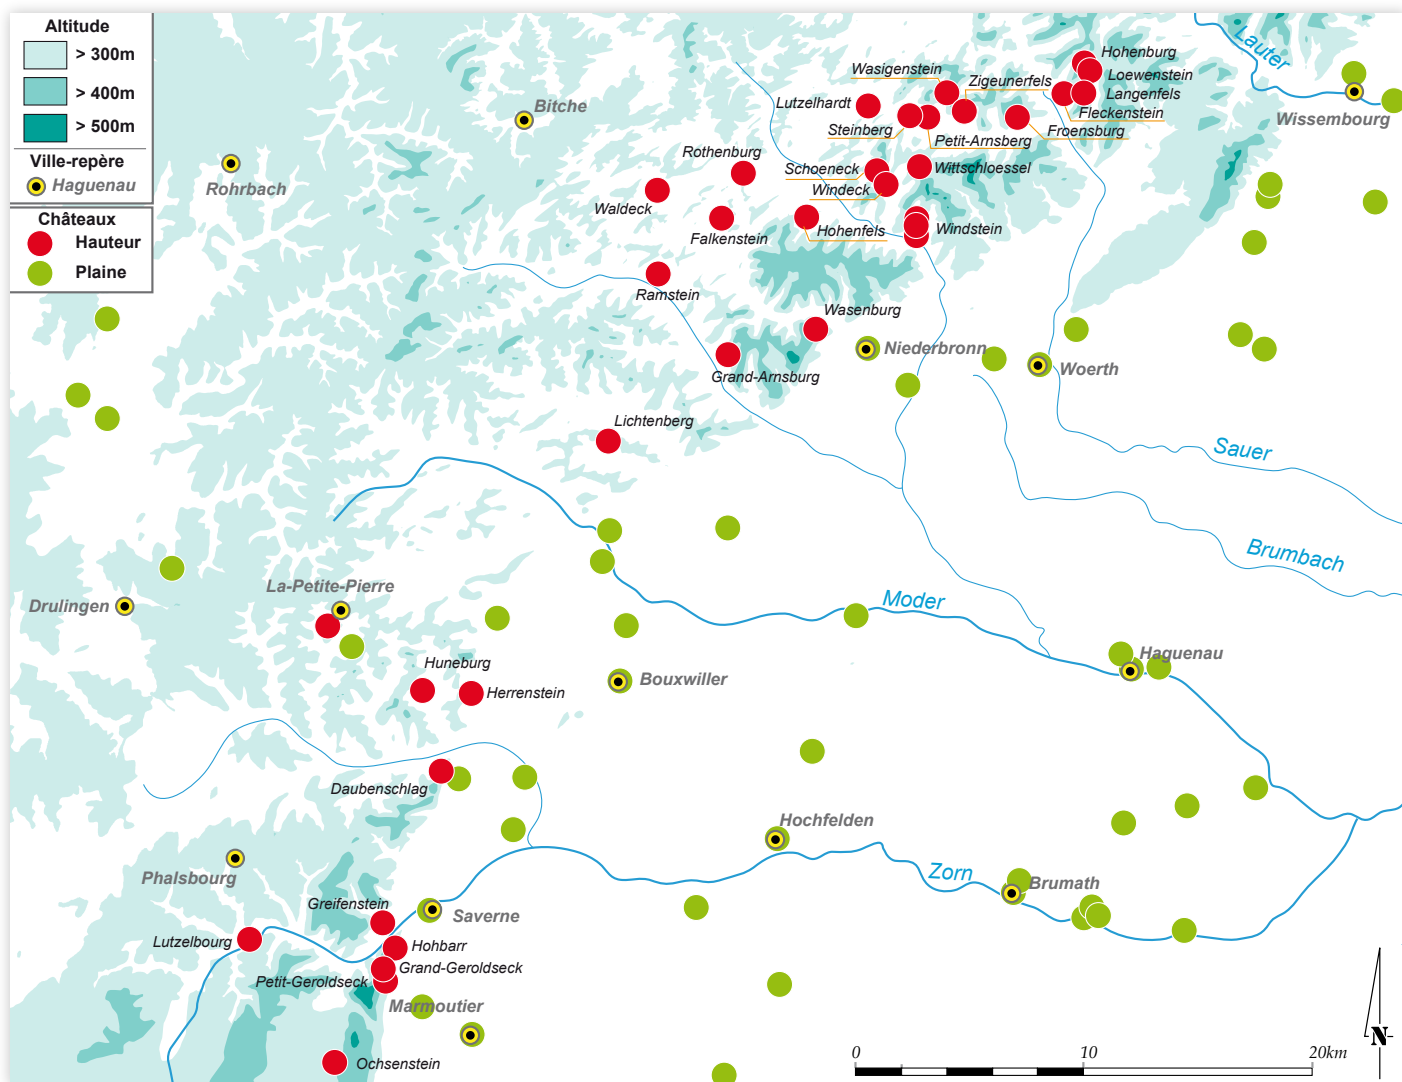 Altitude
> 300m
> 400m
> 500m
Ville-repère
Haguenau
Châteaux
Hauteur
Plaine
Lauter
Hohenburg
Wasigenstein
Zigeunerfels
Loewenstein
Lutzelhardt
Langenfels
Fleckenstein
Bitche
Wissembourg
Steinberg
Froensburg
Petit-Arnsberg
Rothenburg
Rohrbach
Schoeneck
Wittschloessel
Windeck
Waldeck
Falkenstein
Hohenfels
Windstein
Ramstein
Wasenburg
Niederbronn
Woerth
Grand-Arnsburg
Lichtenberg
Sauer
Brumbach
La-Petite-Pierre
Drulingen
Moder
Haguenau
Huneburg
Bouxwiller
Herrenstein
Daubenschlag
Hochfelden
Phalsbourg
Zorn
Brumath
Greifenstein
Saverne
Lutzelbourg
Hohbarr
Grand-Geroldseck
Petit-Geroldseck
Marmoutier
Ochsenstein
N
0 10 20km